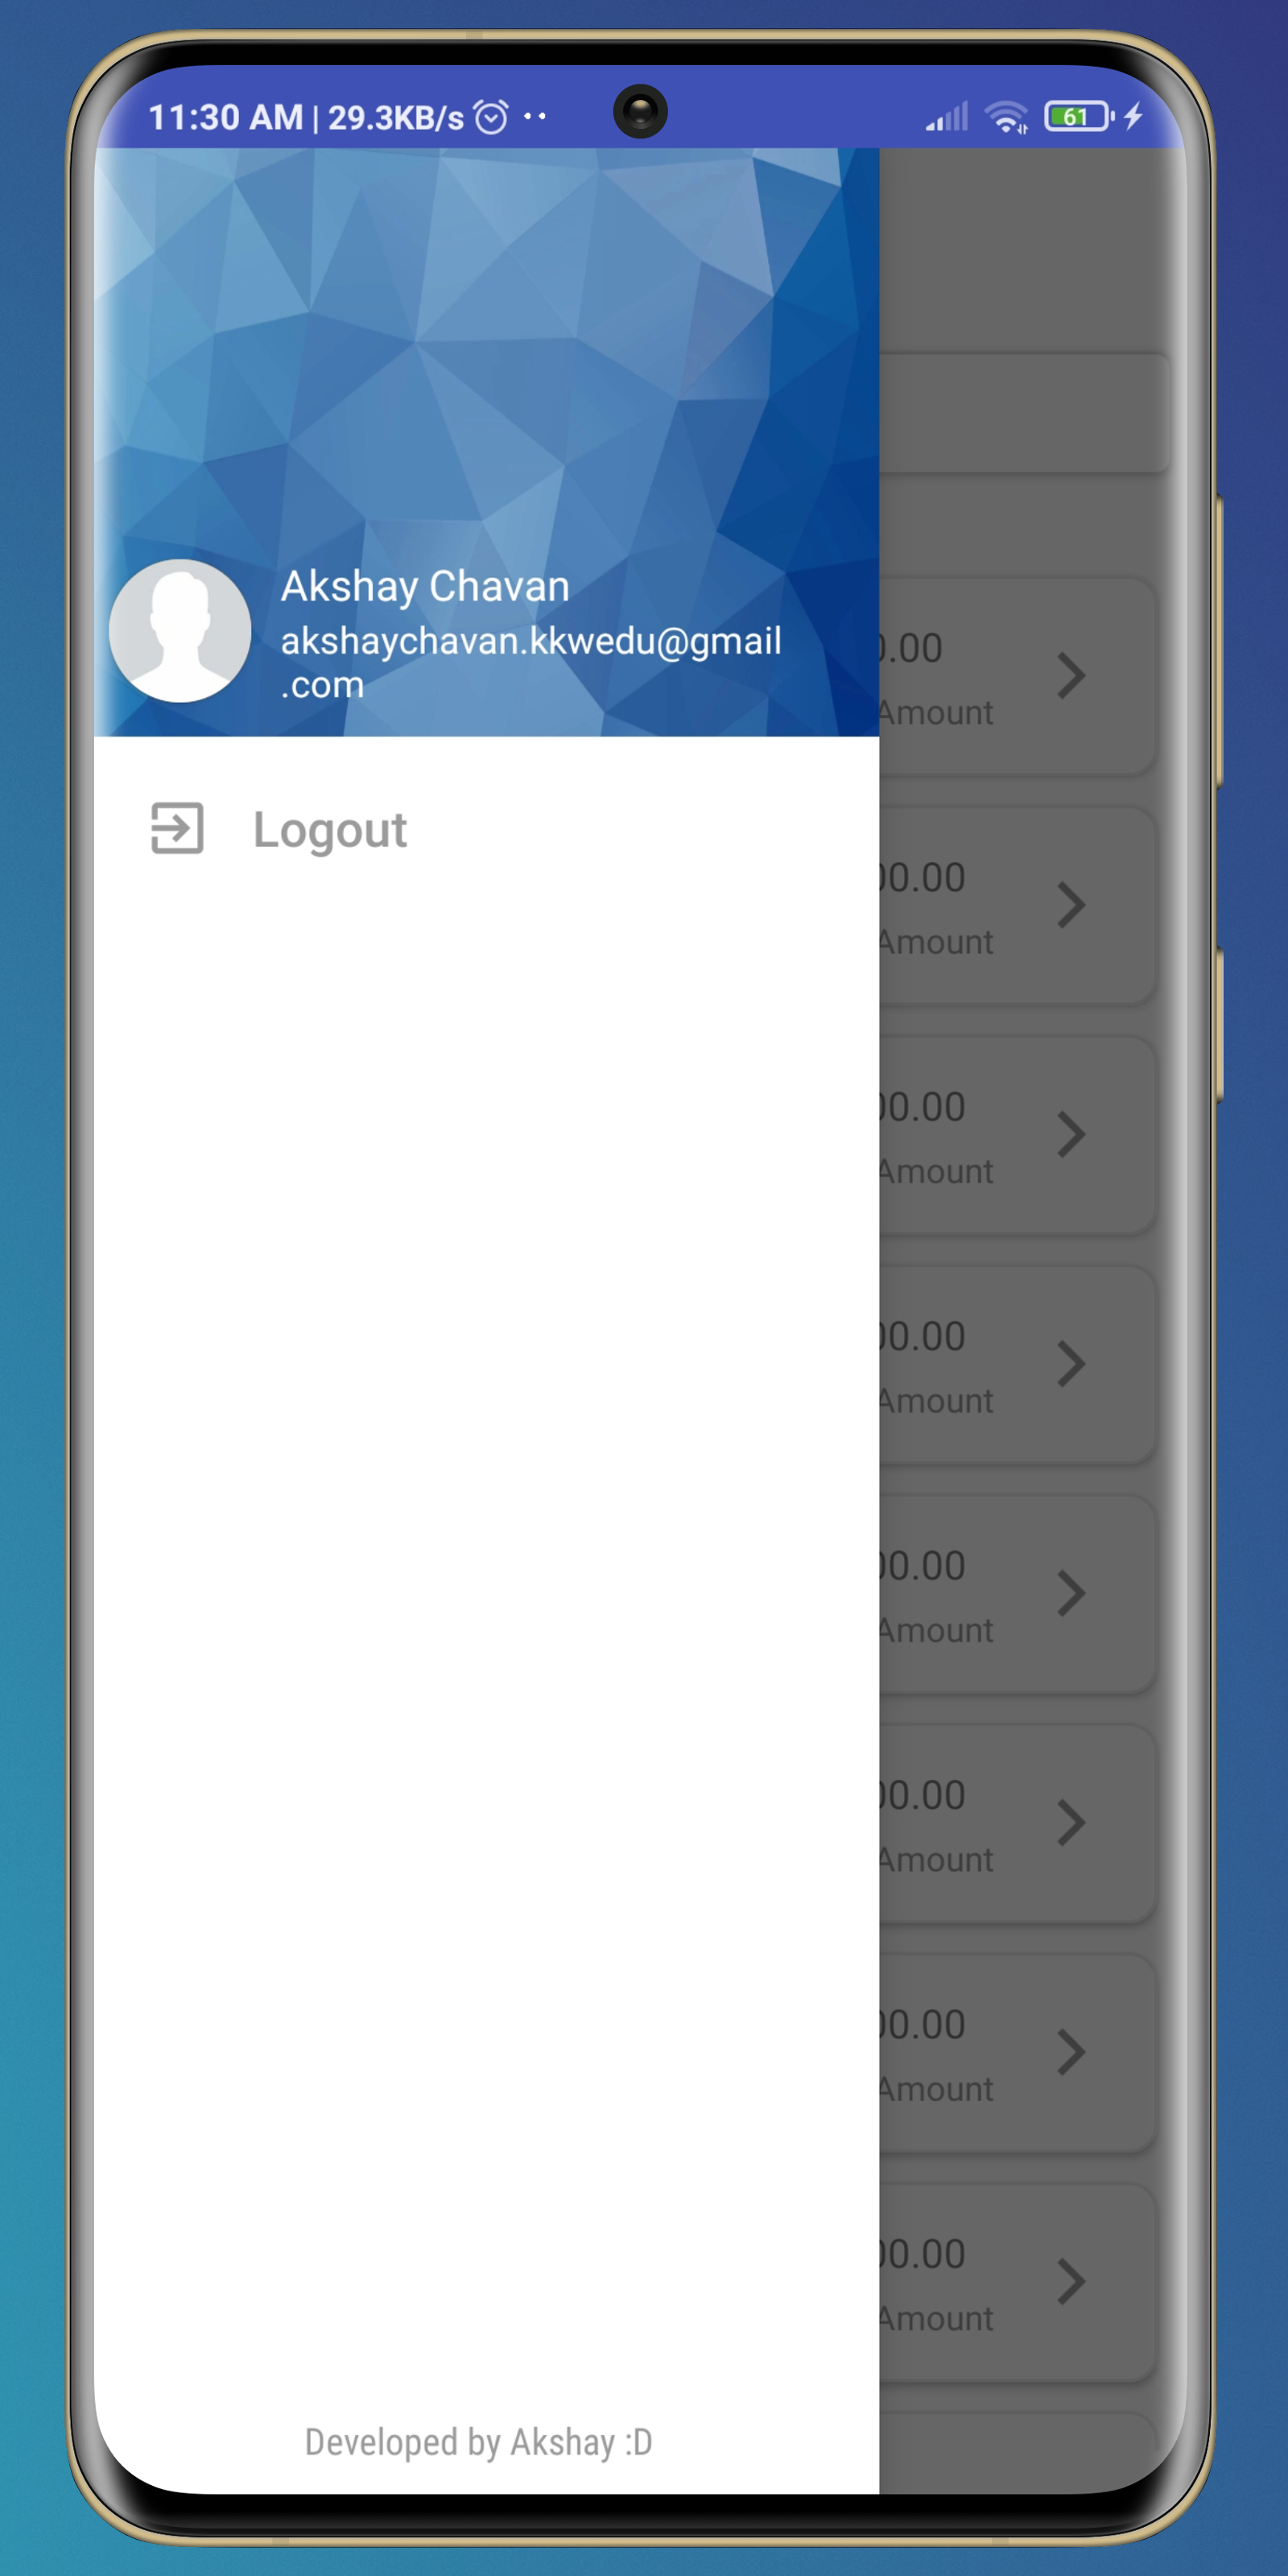 11:30 AM | 29.3KB/s
61
Akshay Chavan
akshaychavan.kkwedu@gmail
.com
Logout
.00
Amount
0.00
Amount
0.00
Amount
0.00
Amount
0.00
Amount
0.00
Amount
0.00
Amount
0.00
Amount
Developed by Akshay :D